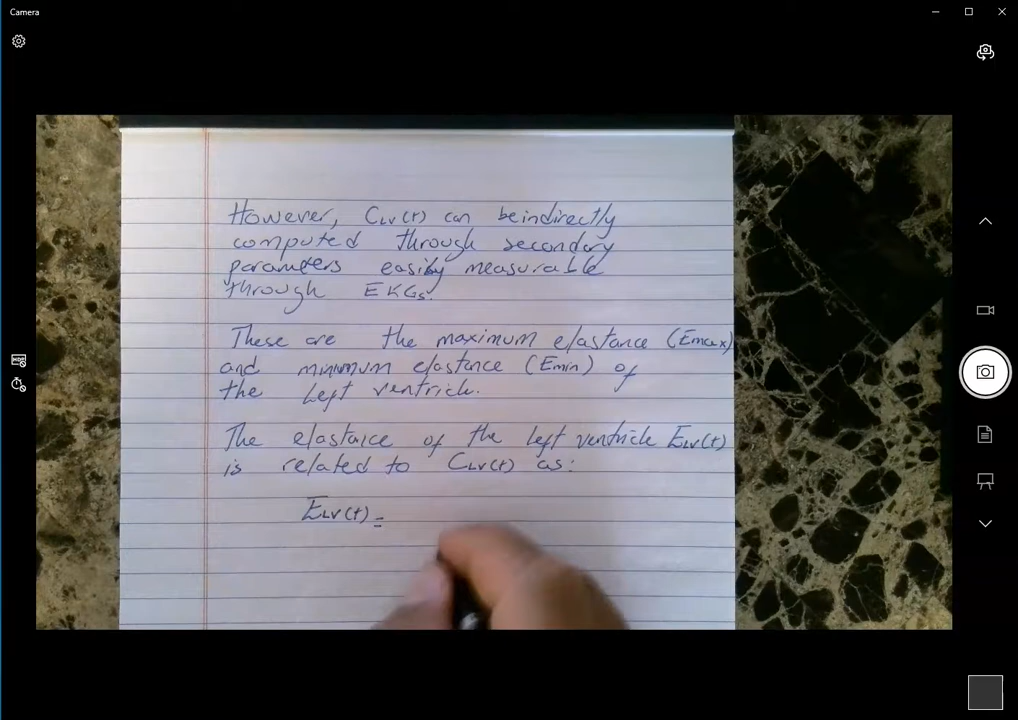 Camera
However, CLV(t) can be indirectly
computed through secondary
parameters easily measurable
through EKGs.
These are the maximum elastance (Emax)
and minimum elastance (Emin) of
the Left ventricle.
The elastance of the left ventricle ELV(t)
is related to CLV(t) as:
ELV(t) =